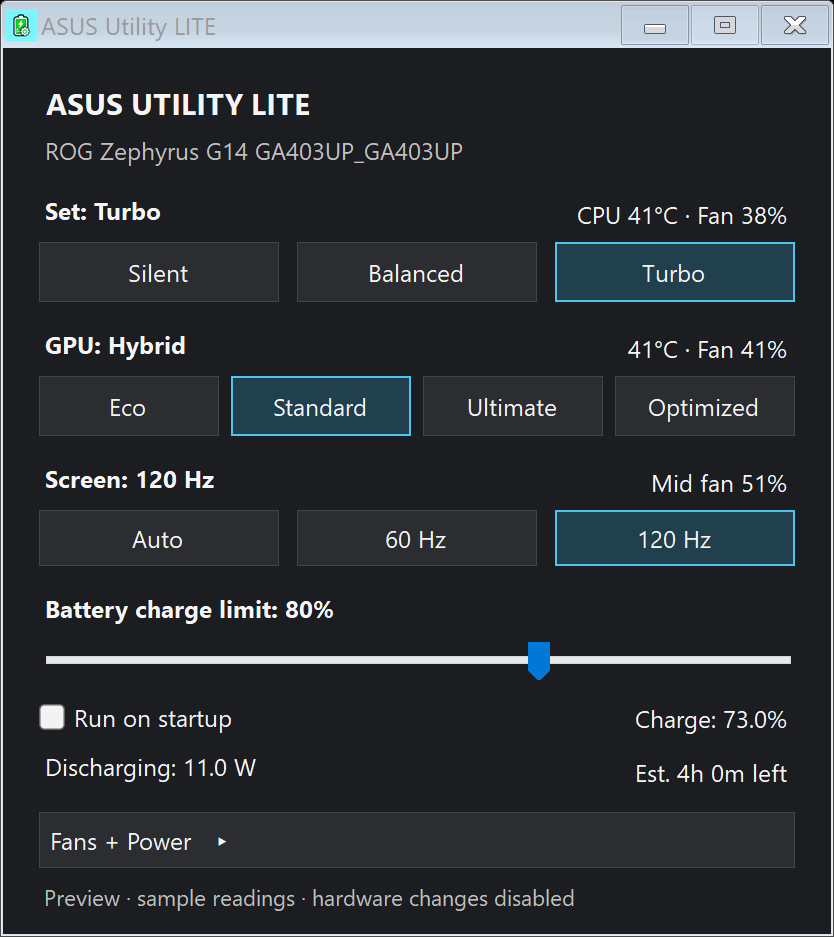 ASUS Utility LITE
ASUS UTILITY LITE
ROG Zephyrus G14 GA403UP_GA403UP
Set: Turbo
CPU 41°C · Fan 38%
Silent
Balanced
Turbo
GPU: Hybrid
41°C · Fan 41%
Eco
Standard
Ultimate
Optimized
Screen: 120 Hz
Mid fan 51%
Auto
60 Hz
120 Hz
Battery charge limit: 80%
Run on startup
Charge: 73.0%
Discharging: 11.0 W
Est. 4h 0m left
Fans + Power
Preview · sample readings · hardware changes disabled